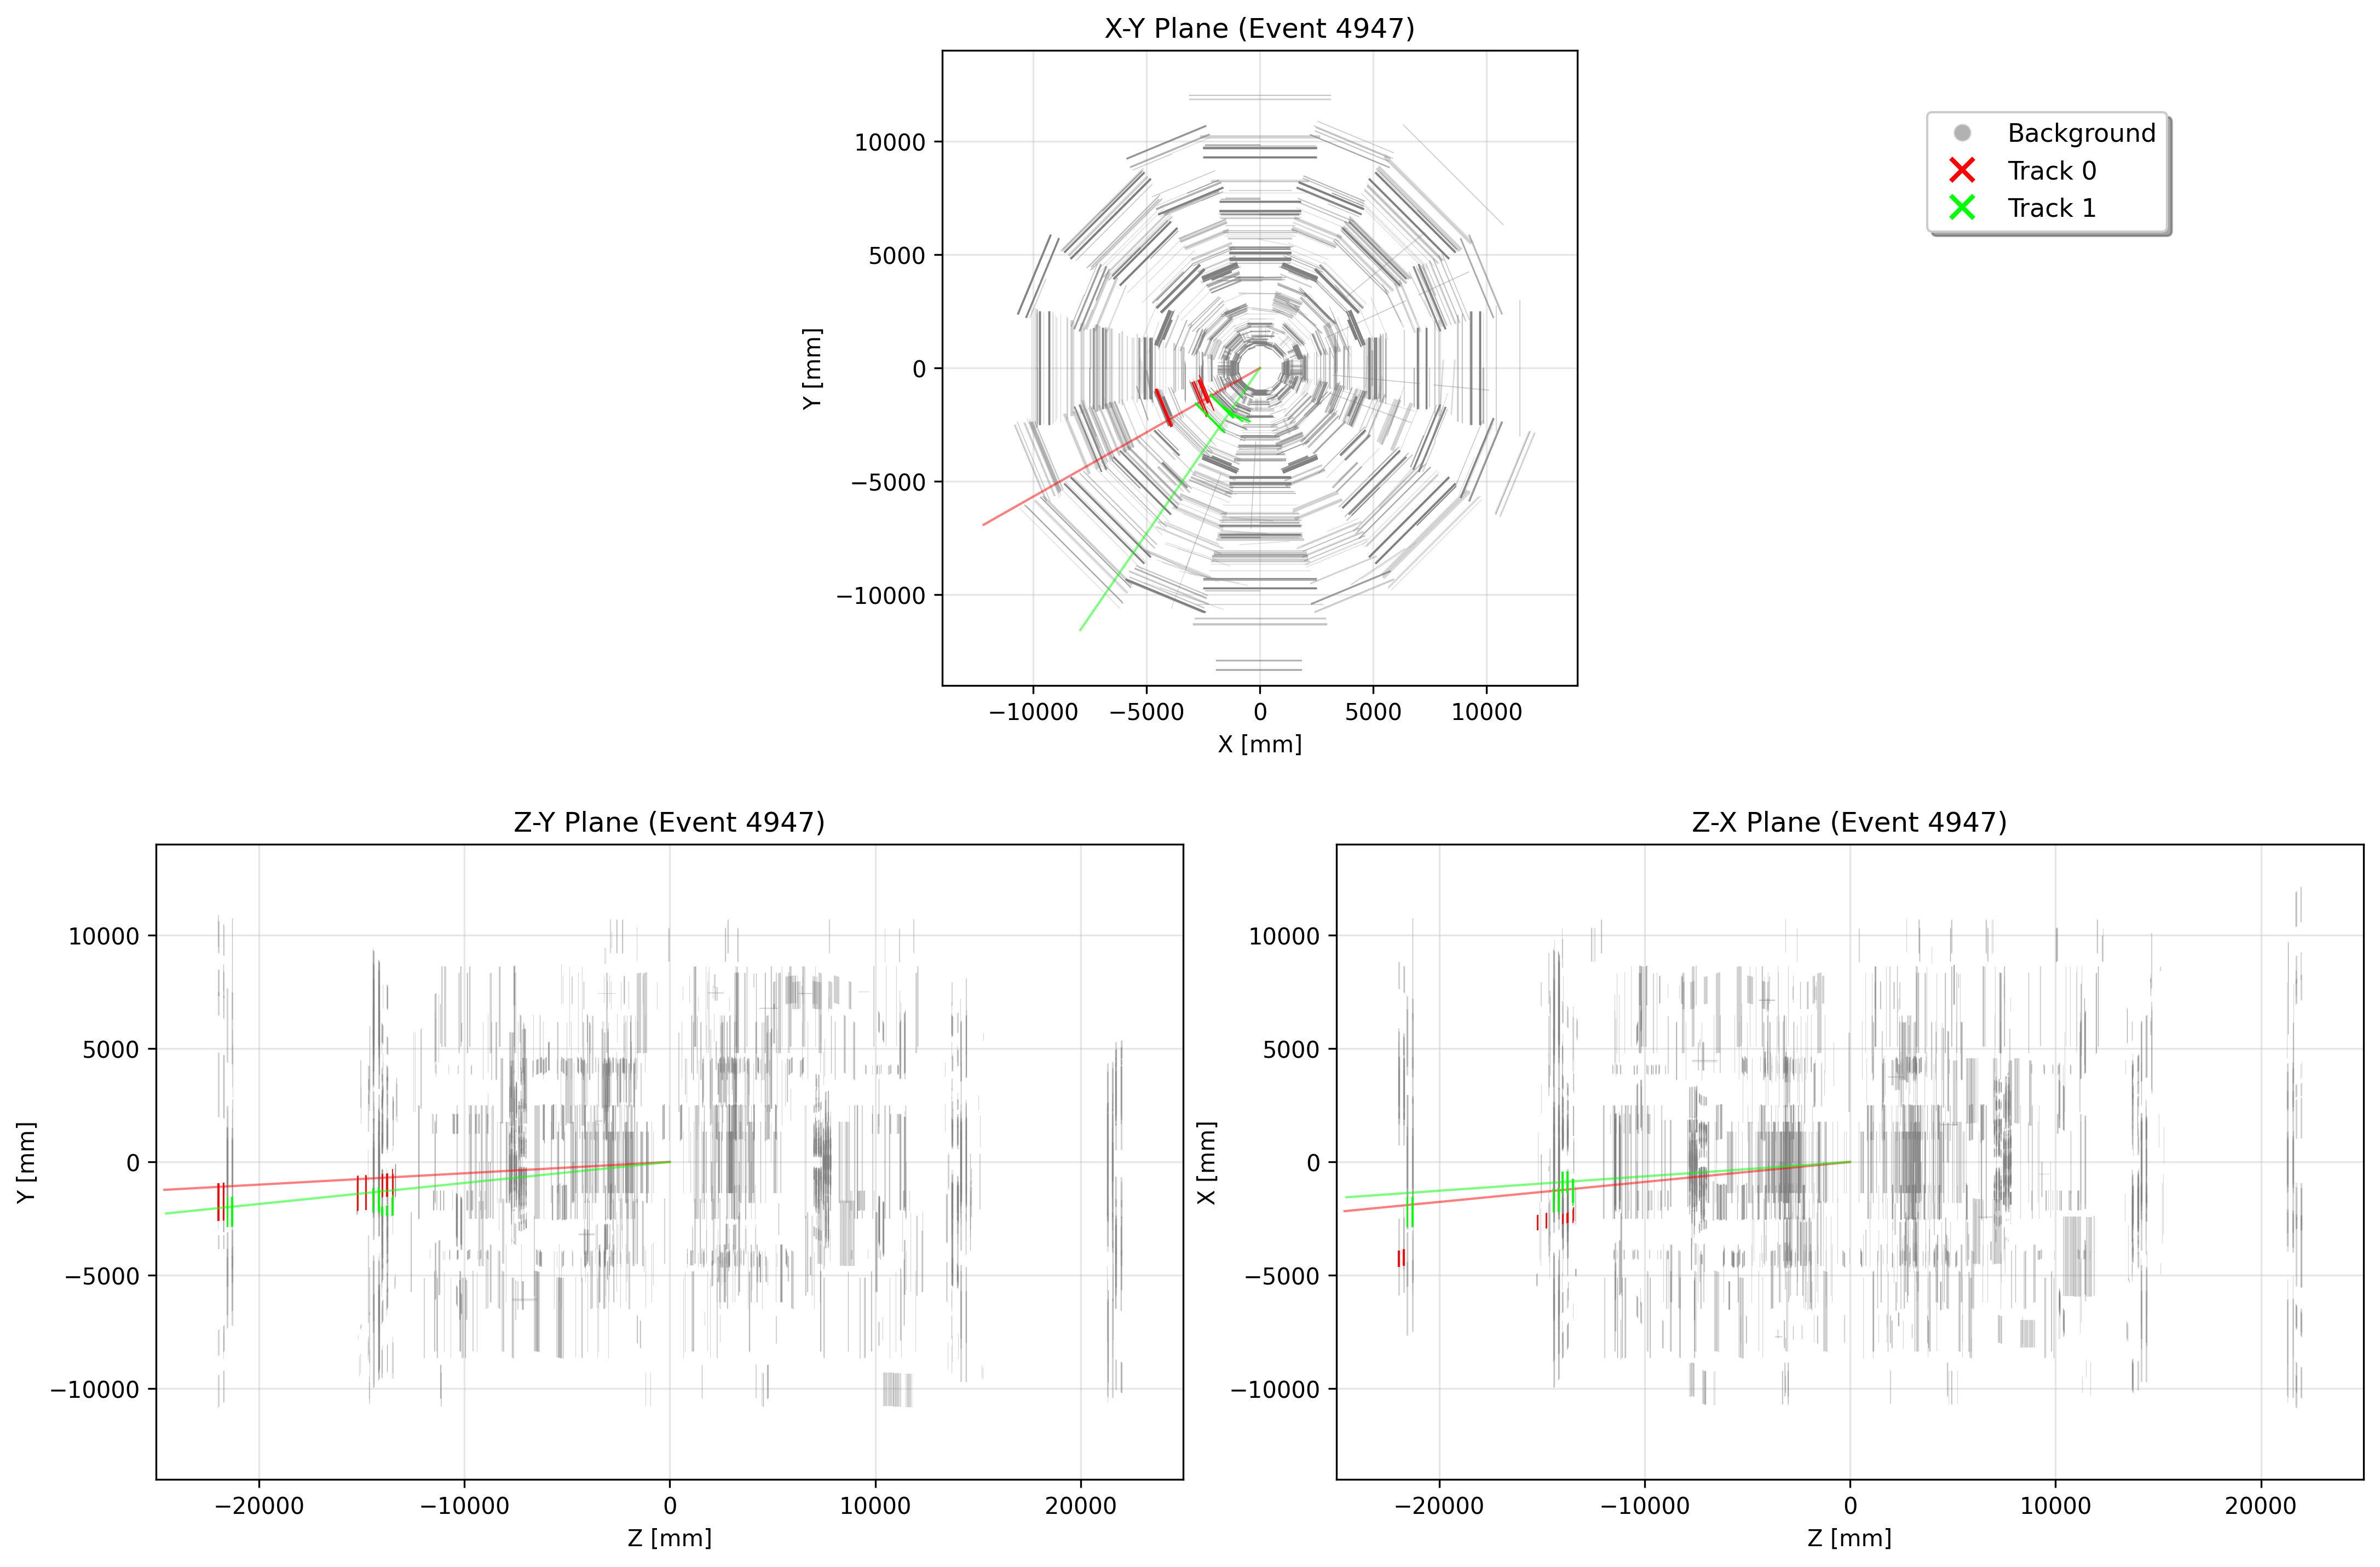 X-Y Plane (Event 4947)
Y [mm]
10000
5000
0
−5000
−10000
−10000 −5000 0 5000 10000
X [mm]
Background
Track 0
Track 1
Z-Y Plane (Event 4947)
Y [mm]
10000
5000
0
−5000
−10000
−20000 −10000 0 10000 20000
Z [mm]
Z-X Plane (Event 4947)
X [mm]
10000
5000
0
−5000
−10000
−20000 −10000 0 10000 20000
Z [mm]